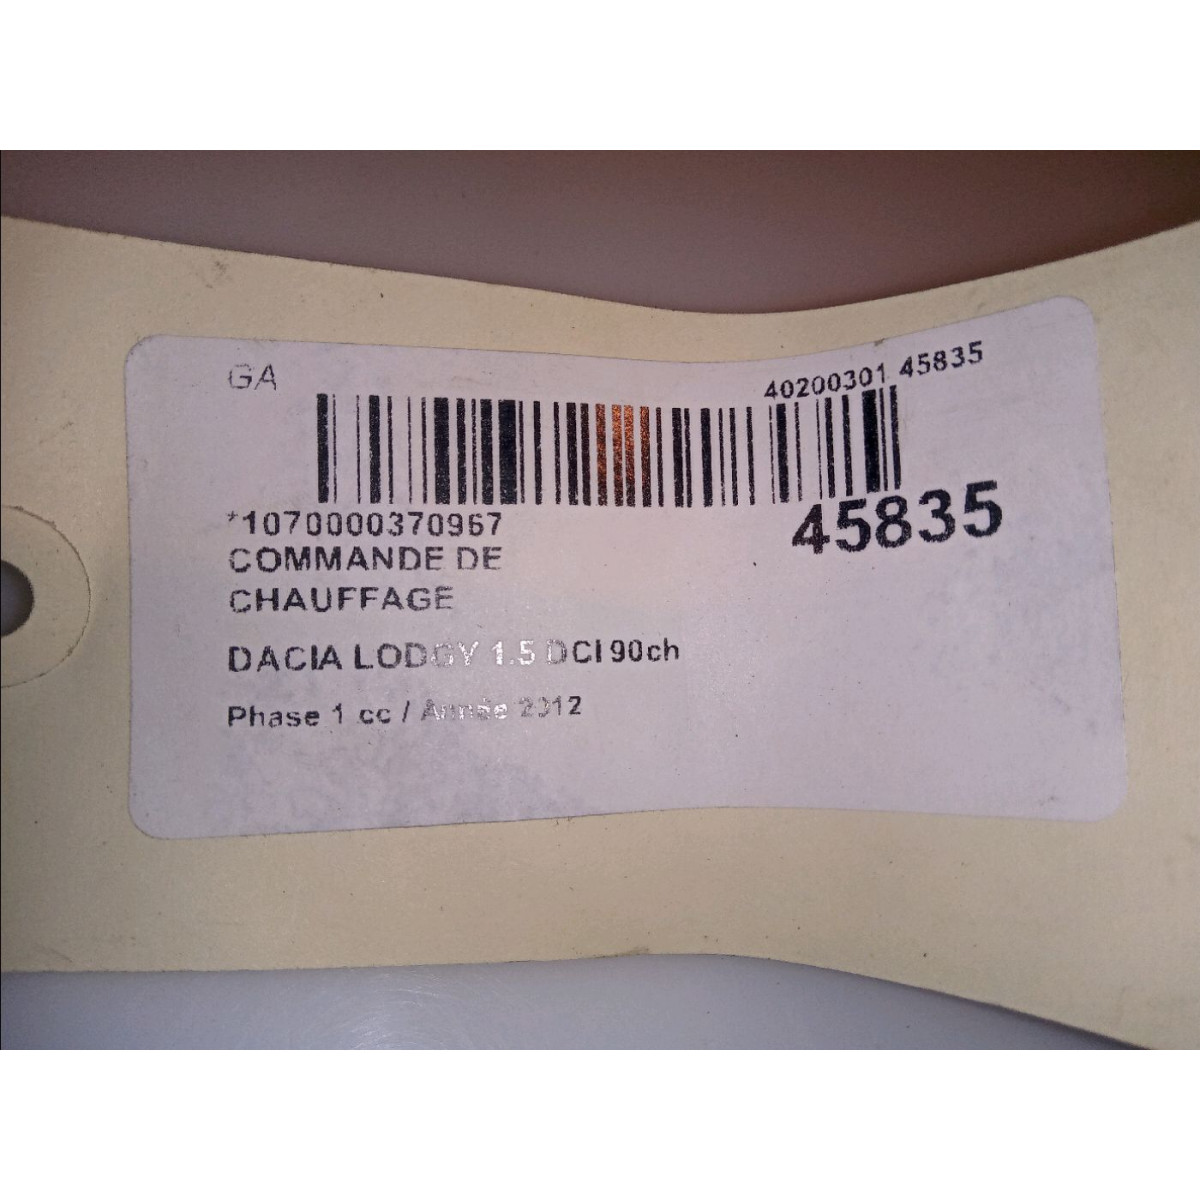 GA
40200301 45835
*1070000370967
45835
COMMANDE DE
CHAUFFAGE
DACIA LODGY 1.5 DCI 90ch
Phase 1 cc / Année 2012